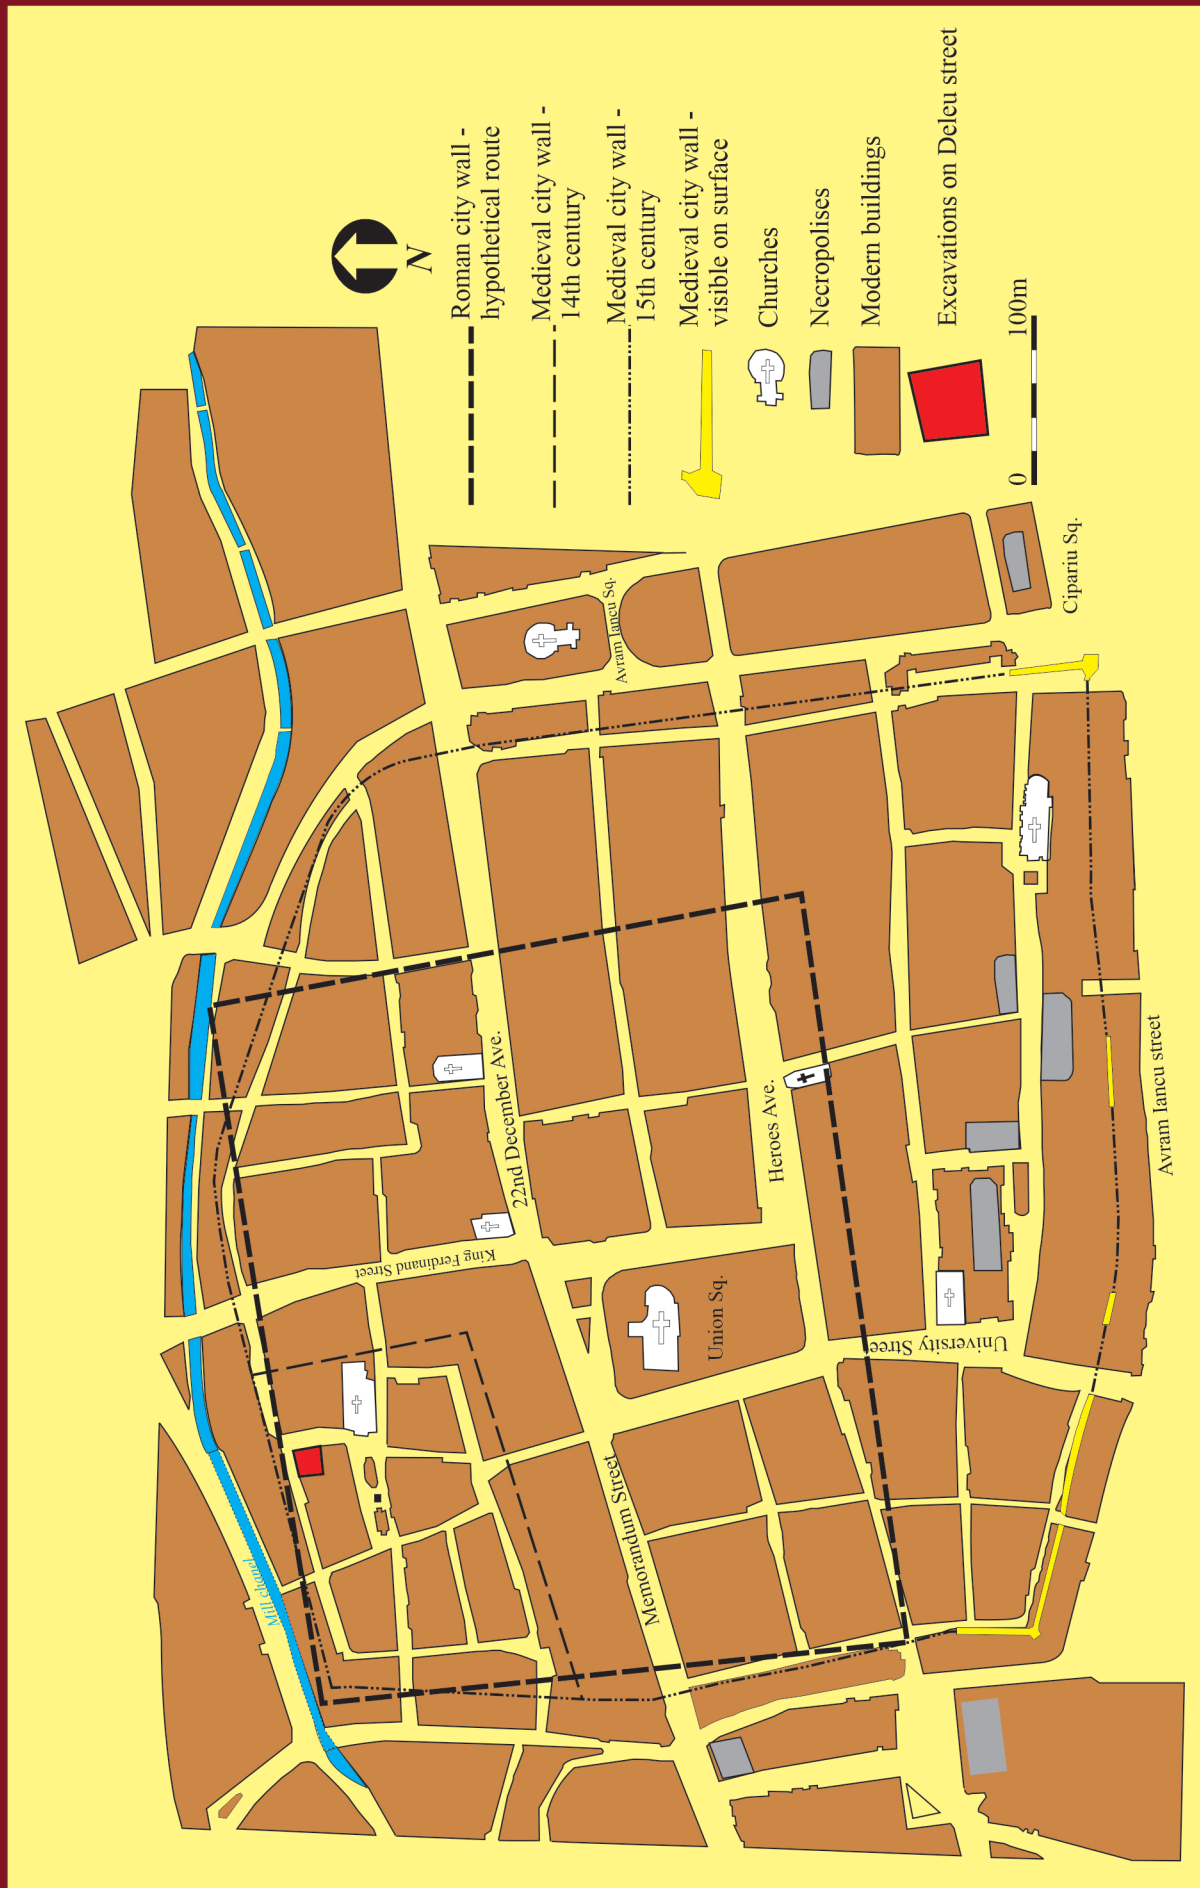 N
Roman city wall -
hypothetical route
Medieval city wall -
14th century
Medieval city wall -
15th century
Medieval city wall -
visible on surface
Churches
Necropolises
Modern buildings
Excavations on Deleu street
0
100m
Mill chanel
King Ferdinand Street
22nd December Ave.
Avram Iancu Sq.
Memorandum Street
Union Sq.
Heroes Ave.
University Street
Cipariu Sq.
Avram Iancu street